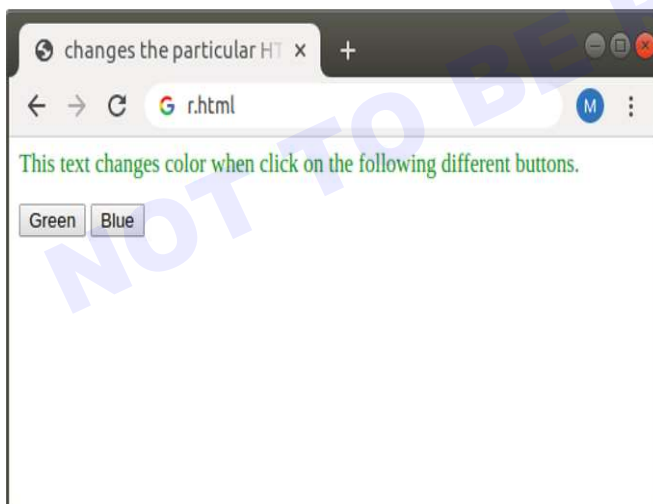 changes the particular HT × +
G r.html M
This text changes color when click on the following different buttons.
Green Blue
NOT TO BE